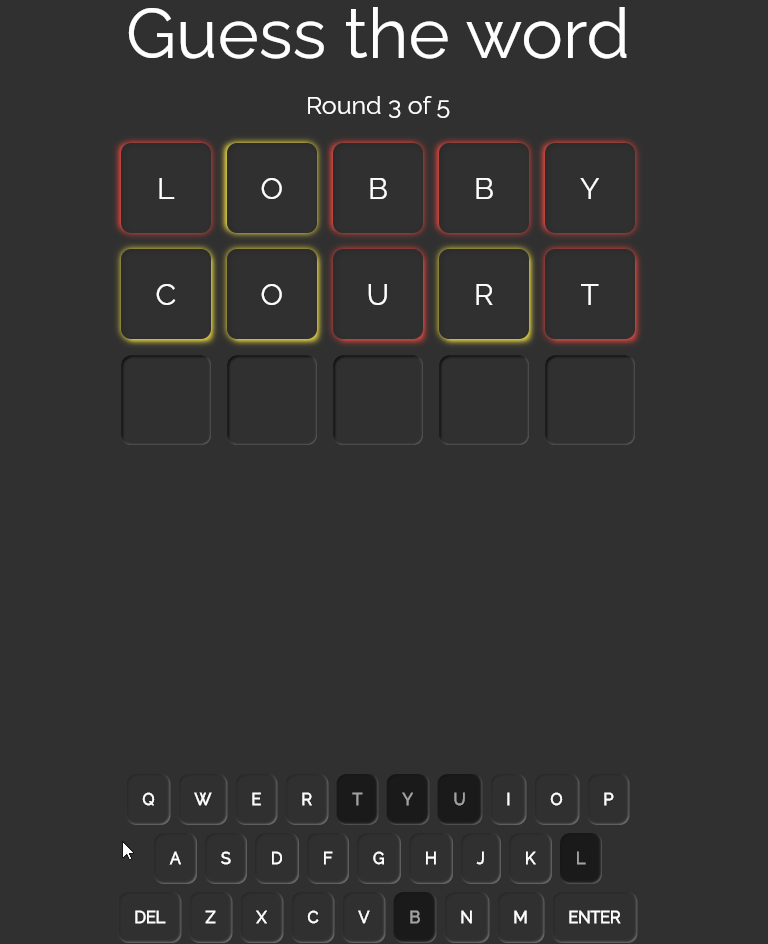 Guess the word
Round 3 of 5
L O B B Y
C O U R T
Q W E R T Y U I O P
A S D F G H J K L
DEL Z X C V B N M ENTER